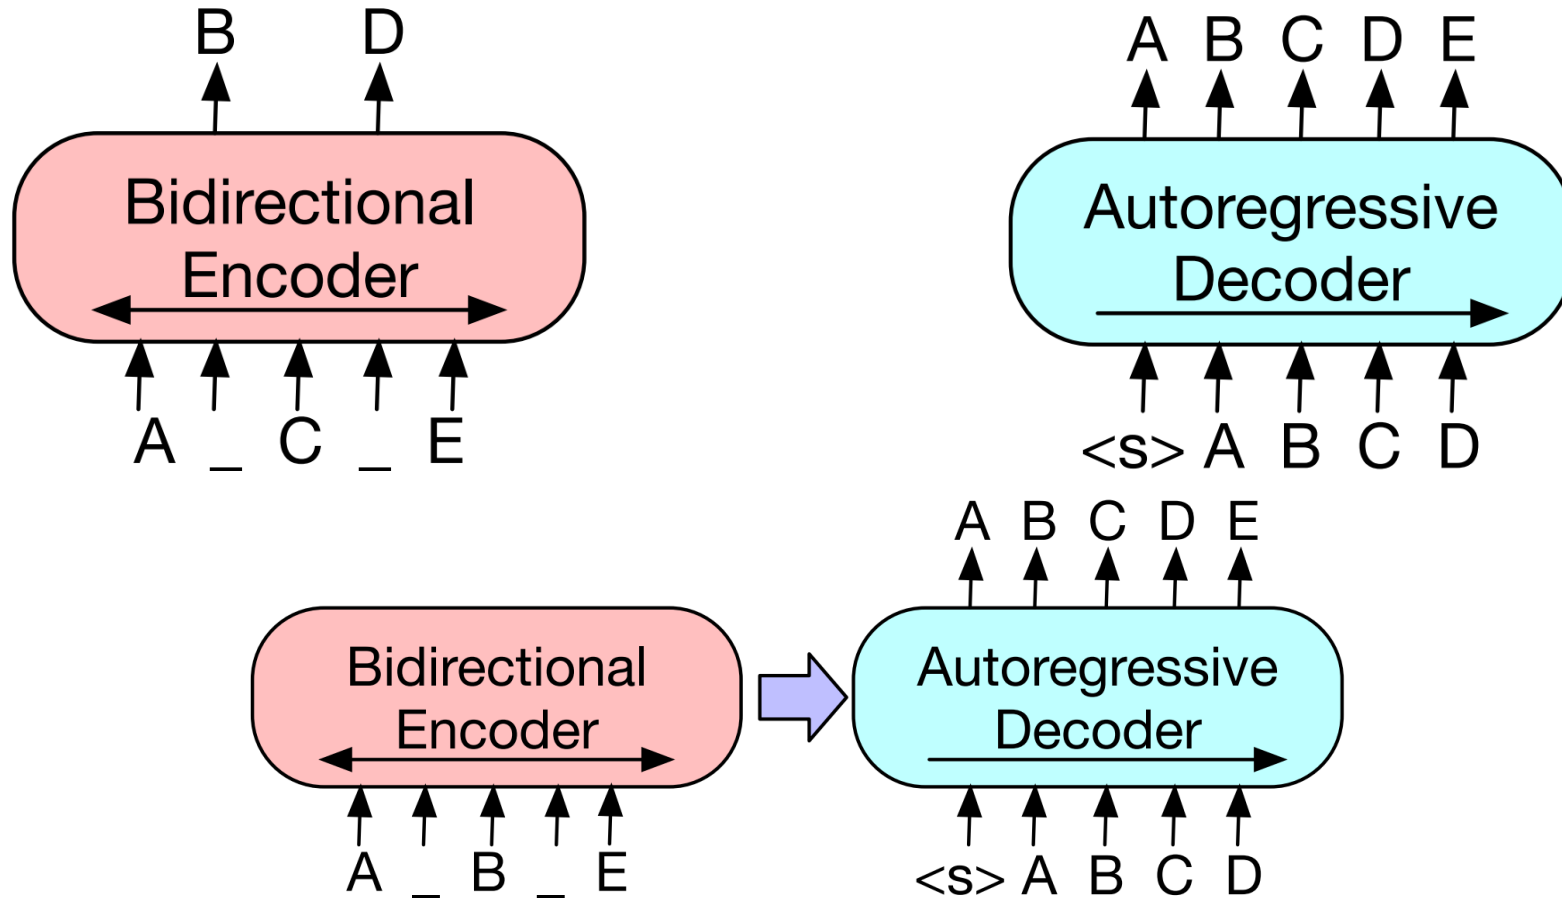 B D
Bidirectional
Encoder
A _ C _ E
A B C D E
Autoregressive
Decoder
<s> A B C D
Bidirectional
Encoder
A _ B _ E
A B C D E
Autoregressive
Decoder
<s> A B C D